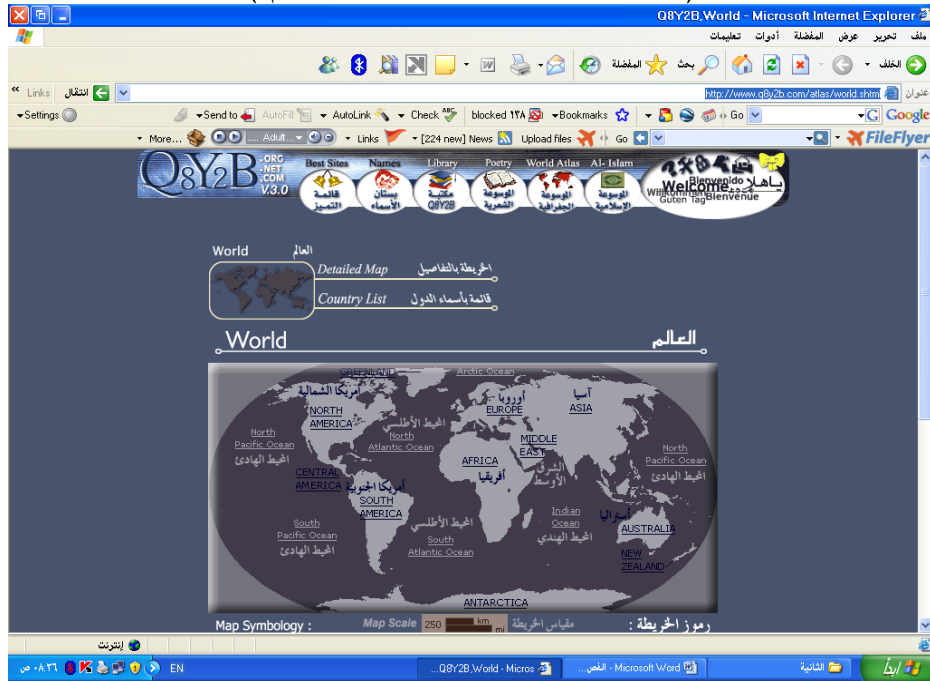 Q8Y2B,World - Microsoft Internet Explorer
ملف تحرير عرض المفضلة أدوات تعليمات
الخلف بحث المفضلة
عنوان http://www.q8y2b.com/atlas/world.shtm انتقال Links
Google G Go Bookmarks ١٣٨ blocked Check AutoLink AutoFill Send to Settings
FileFlyer Go Upload files News [224 new] Links Adult... More...
Q8Y2B .ORG .NET .COM V.3.0
Best Sites Names Library Poetry World Atlas Al- Islam
قائمة التميز بستان الأسماء مكتبة Q8Y2B الموسوعة الشعرية الموسوعة الجغرافية الموسوعة الإسلامية
Welcome Bienvenido ياهلا Willkommen Guten Tag Bienvenue
World العالم
Detailed Map الخريطة بالتفاصيل
Country List قائمة بأسماء الدول
World العالم
GREENLAND Arctic Ocean
أمريكا الشمالية أوروبا آسيا
NORTH AMERICA EUROPE ASIA
المحيط الأطلسي
North Pacific Ocean North Atlantic Ocean MIDDLE EAST North Pacific Ocean
المحيط الهادئ AFRICA الشرق الأوسط المحيط الهادئ
أفريقيا
CENTRAL AMERICA أمريكا الجنوبية
SOUTH AMERICA Indian Ocean أستراليا
South Pacific Ocean المحيط الأطلسي المحيط الهندي AUSTRALIA
المحيط الهادئ South Atlantic Ocean
NEW ZEALAND
ANTARCTICA
Map Symbology : Map Scale 250 km mi مقياس الخريطة رموز الخريطة :
إنترنت
ابدأ الثانية Microsoft Word - الفص... Q8Y2B,World - Micros... EN ٠٨:٢٦ ص